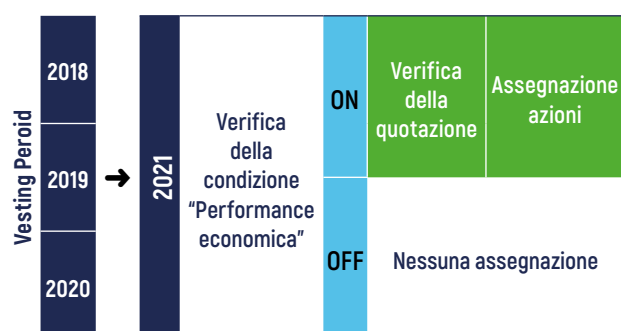 Vesting Peroid
2018
2019
2020
→
2021
Verifica
della
condizione
“Performance
economica”
ON
Verifica
della
quotazione
Assegnazione
azioni
OFF
Nessuna assegnazione